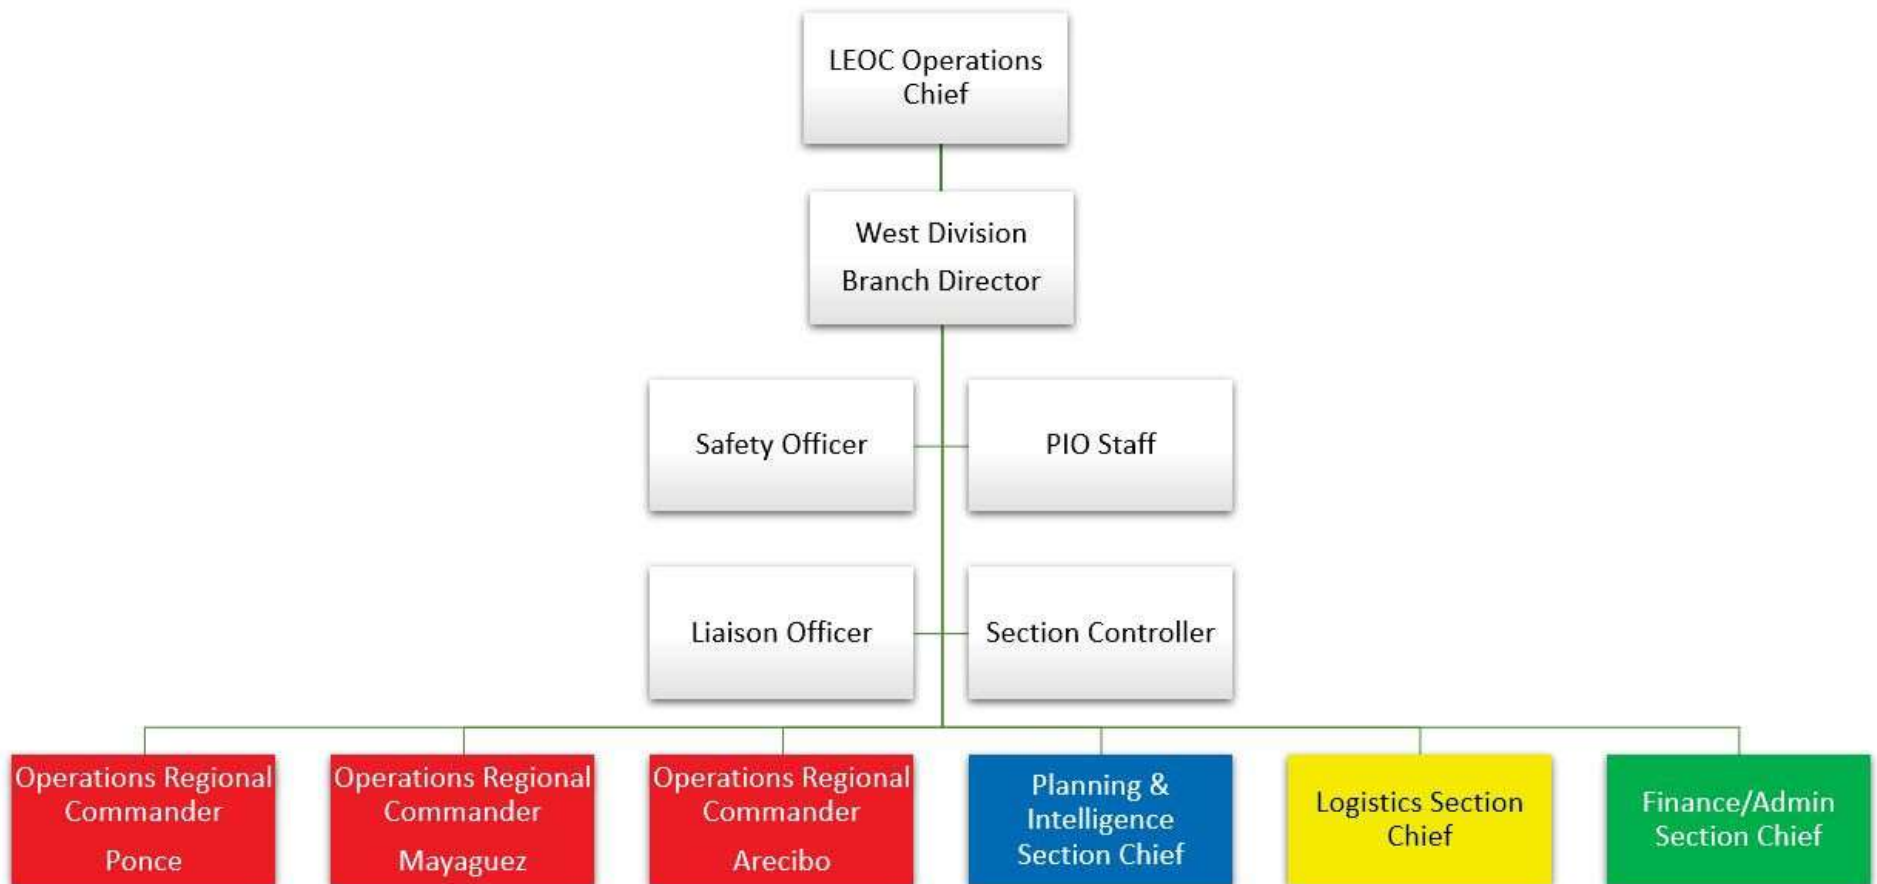 LEOC Operations
Chief
West Division
Branch Director
Safety Officer
PIO Staff
Liaison Officer
Section Controller
Operations Regional
Commander
Ponce
Operations Regional
Commander
Mayaguez
Operations Regional
Commander
Arecibo
Planning &
Intelligence
Section Chief
Logistics Section
Chief
Finance/Admin
Section Chief